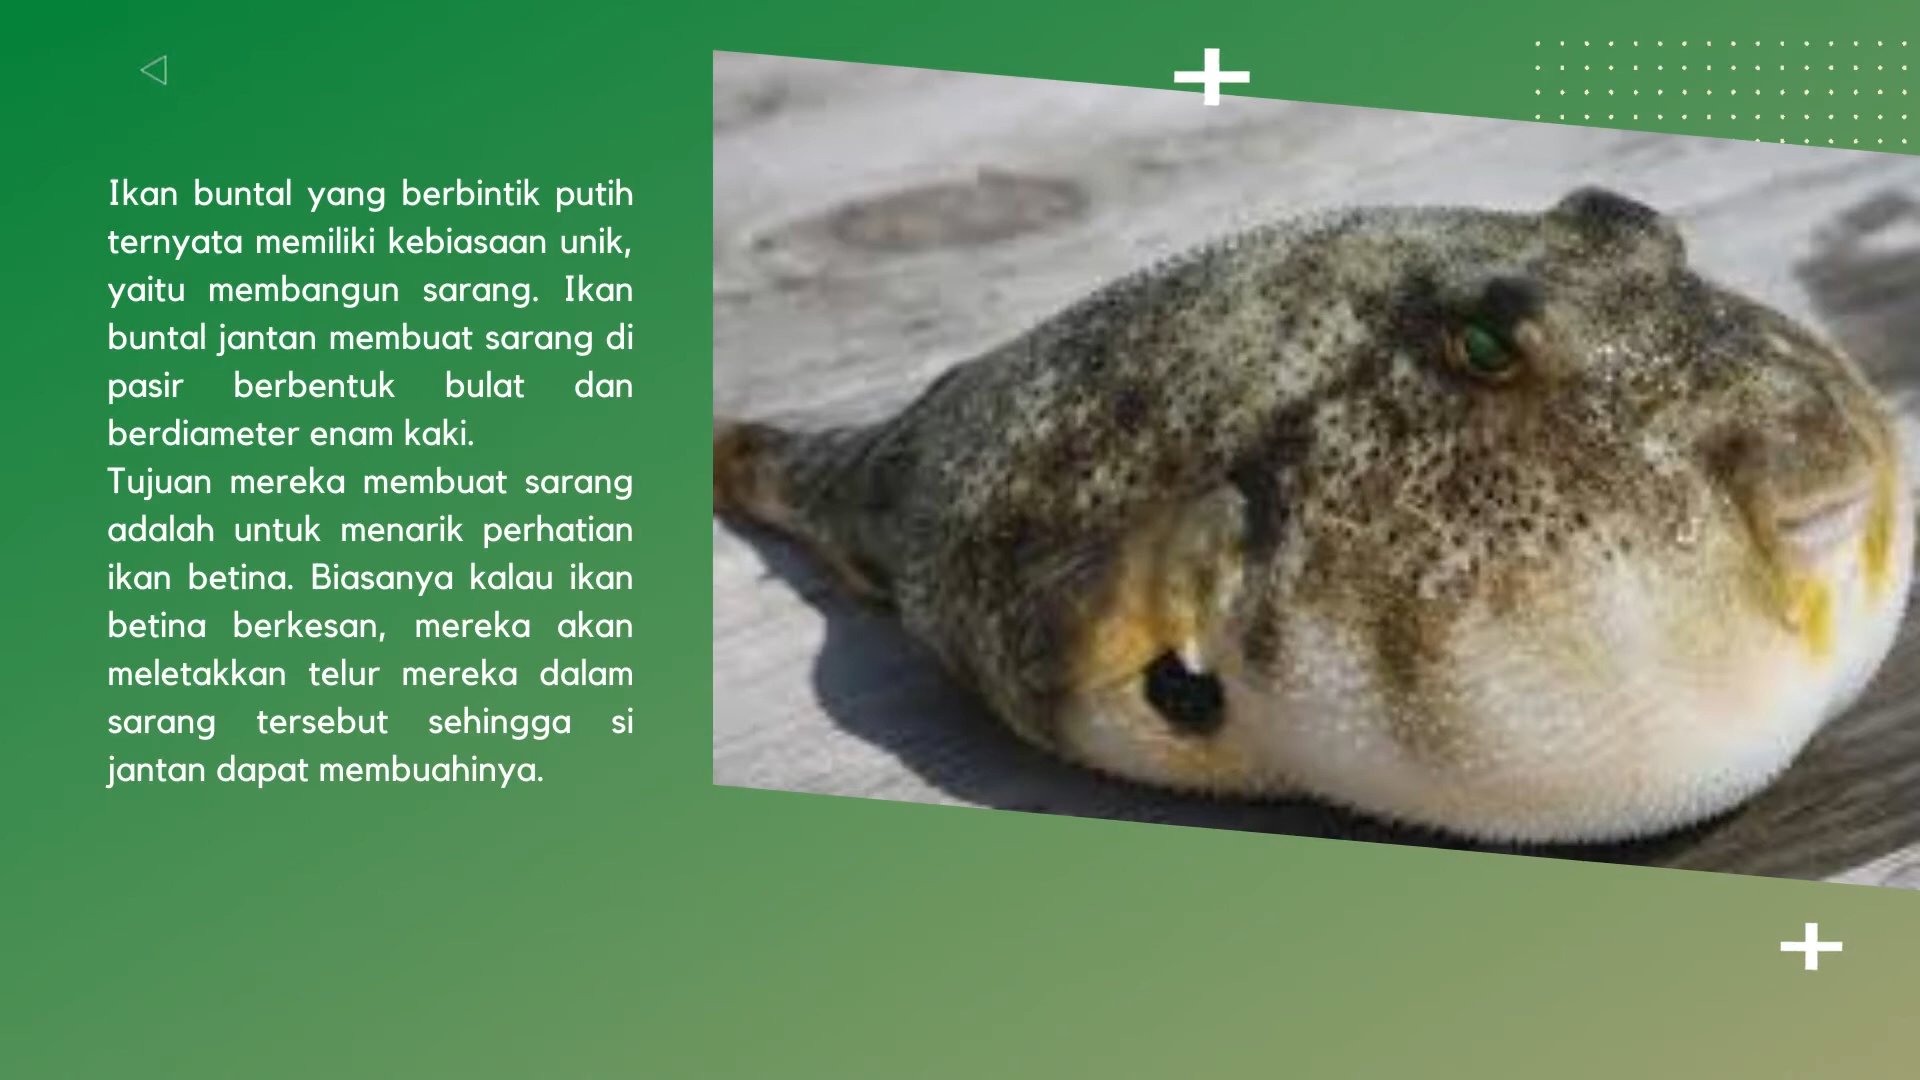 Ikan buntal yang berbintik putih
ternyata memiliki kebiasaan unik,
yaitu membangun sarang. Ikan
buntal jantan membuat sarang di
pasir berbentuk bulat dan
berdiameter enam kaki.
Tujuan mereka membuat sarang
adalah untuk menarik perhatian
ikan betina. Biasanya kalau ikan
betina berkesan, mereka akan
meletakkan telur mereka dalam
sarang tersebut sehingga si
jantan dapat membuahinya.